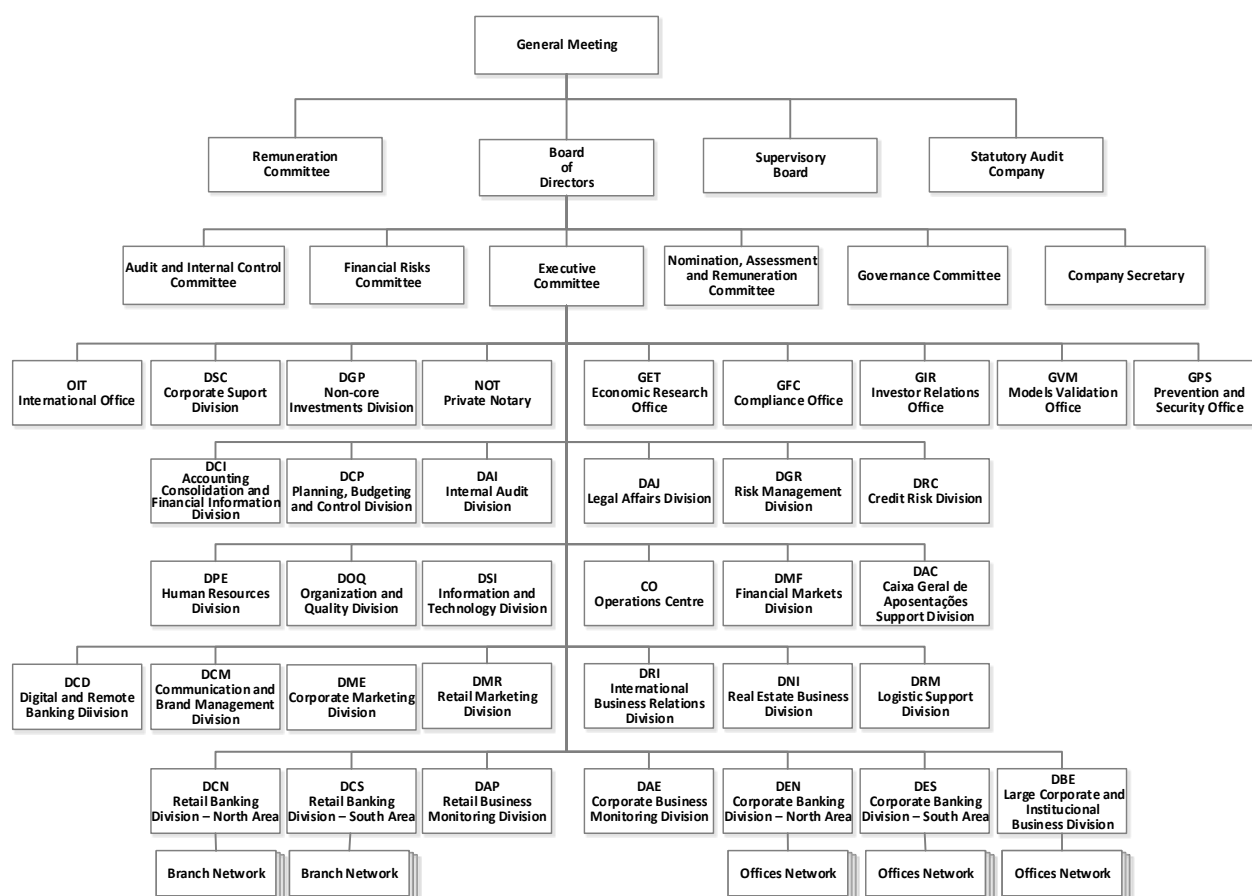 General Meeting
Remuneration
Committee
Board
of
Directors
Supervisory
Board
Statutory Audit
Company
Audit and Internal Control
Committee
Financial Risks
Committee
Executive
Committee
Nomination, Assessment
and Remuneration
Committee
Governance Committee
Company Secretary
OIT
International Office
DSC
Corporate Suport
Division
DGP
Non-core
Investments Division
NOT
Private Notary
GET
Economic Research
Office
GFC
Compliance Office
GIR
Investor Relations
Office
GVM
Models Validation
Office
GPS
Prevention and
Security Office
DCI
Accounting
Consolidation and
Financial Information
Division
DCP
Planning, Budgeting
and Control Division
DAI
Internal Audit
Division
DAJ
Legal Affairs Division
DGR
Risk Management
Division
DRC
Credit Risk Division
DPE
Human Resources
Division
DOQ
Organization and
Quality Division
DSI
Information and
Technology Division
CO
Operations Centre
DMF
Financial Markets
Division
DAC
Caixa Geral de
Aposentações
Support Division
DCD
Digital and Remote
Banking Diivision
DCM
Communication and
Brand Management
Division
DME
Corporate Marketing
Division
DMR
Retail Marketing
Division
DRI
International
Business Relations
Division
DNI
Real Estate Business
Division
DRM
Logistic Support
Division
DCN
Retail Banking
Division – North Area
DCS
Retail Banking
Division – South Area
DAP
Retail Business
Monitoring Division
DAE
Corporate Business
Monitoring Division
DEN
Corporate Banking
Division – North Area
DES
Corporate Banking
Division – South Area
DBE
Large Corporate and
Institucional
Business Division
Branch Network
Branch Network
Offices Network
Offices Network
Offices Network